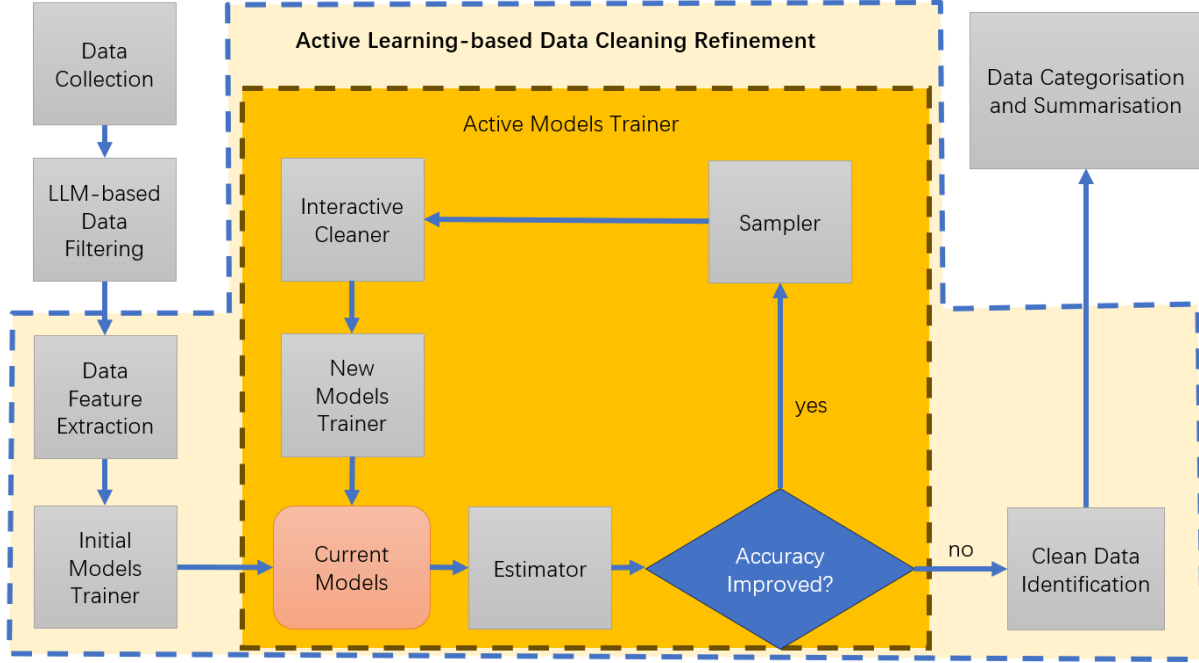 Active Learning-based Data Cleaning Refinement
Data
Collection
LLM-based
Data
Filtering
Data
Feature
Extraction
Initial
Models
Trainer
Active Models Trainer
Interactive
Cleaner
New
Models
Trainer
Current
Models
Estimator
Accuracy
Improved?
yes
Sampler
no
Clean Data
Identification
Data Categorisation
and Summarisation